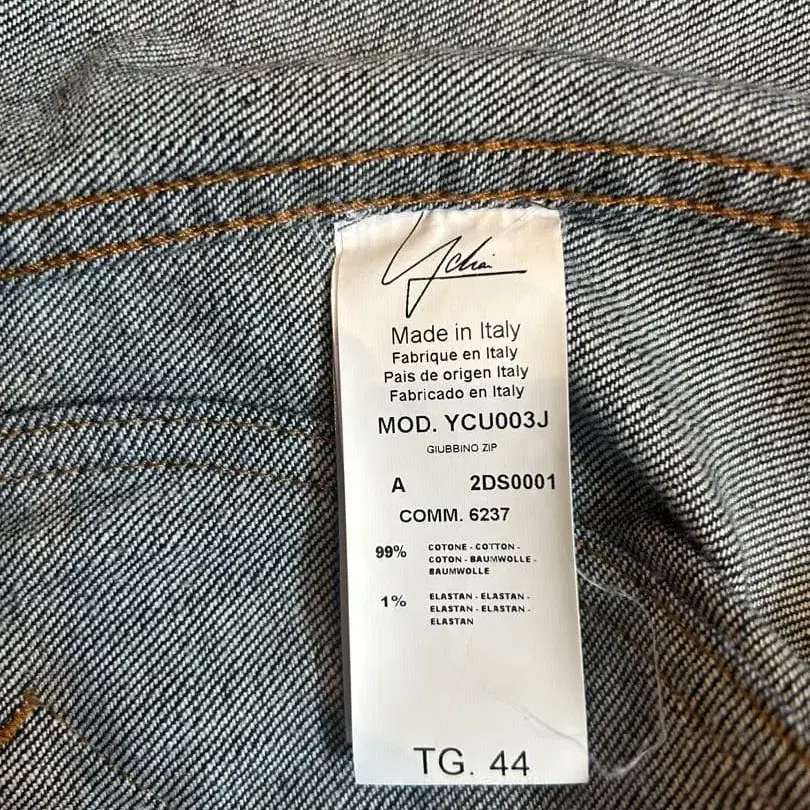 Ychai
Made in Italy
Fabrique en Italy
Pais de origen Italy
Fabricado en Italy
MOD. YCU003J
GIUBBINO ZIP
A 2DS0001
COMM. 6237
99% COTONE - COTTON -
COTON - BAUMWOLLE -
BAUMWOLLE
1% ELASTAN - ELASTAN -
ELASTAN - ELASTAN -
ELASTAN
TG. 44